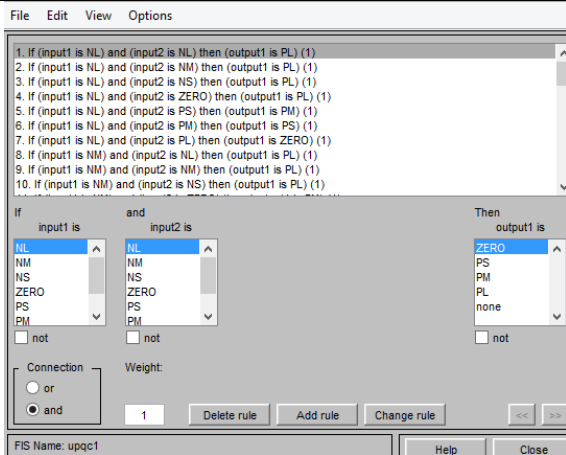 File Edit View Options
1. If (input1 is NL) and (input2 is NL) then (output1 is PL) (1)
2. If (input1 is NL) and (input2 is NM) then (output1 is PL) (1)
3. If (input1 is NL) and (input2 is NS) then (output1 is PL) (1)
4. If (input1 is NL) and (input2 is ZERO) then (output1 is PL) (1)
5. If (input1 is NL) and (input2 is PS) then (output1 is PM) (1)
6. If (input1 is NL) and (input2 is PM) then (output1 is PS) (1)
7. If (input1 is NL) and (input2 is PL) then (output1 is ZERO) (1)
8. If (input1 is NM) and (input2 is NL) then (output1 is PL) (1)
9. If (input1 is NM) and (input2 is NM) then (output1 is PL) (1)
10. If (input1 is NM) and (input2 is NS) then (output1 is PL) (1)
If and Then
input1 is input2 is output1 is
NL NL ZERO
NM NM PS
NS NS PM
ZERO ZERO PL
PS PS none
PM PM
not not not
Connection Weight:
or
and 1 Delete rule Add rule Change rule << >>
FIS Name: upqc1 Help Close